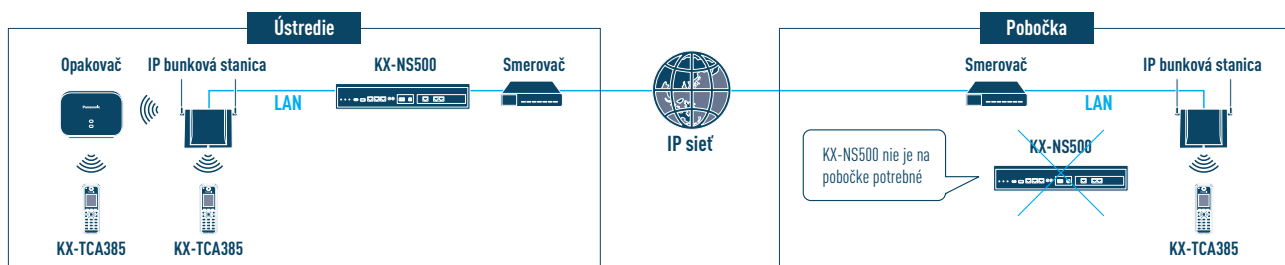 Ústredie
Opakovač
IP bunková stanica
KX-NS500
Smerovač
Panasonic
LAN
KX-TCA385
KX-TCA385
IP sieť
Pobočka
Smerovač
IP bunková stanica
LAN
KX-NS500 nie je na
pobočke potrebné
KX-NS500
KX-TCA385